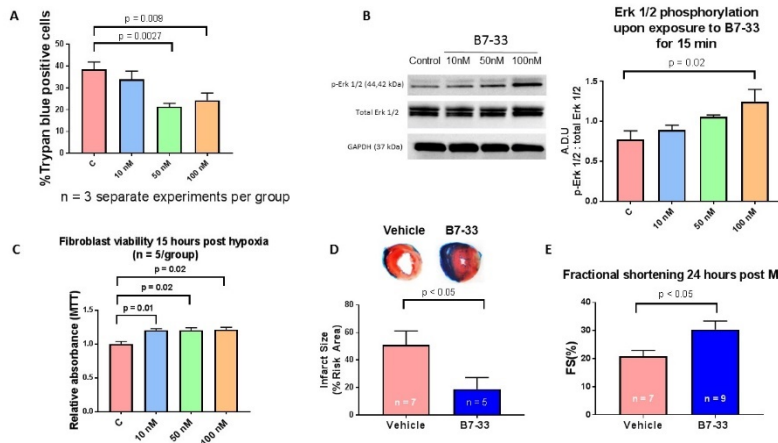 A
p = 0.009
p = 0.0027
%Trypan blue positive cells
50
40
30
20
10
0
C
10 nM
50 nM
100 nM
n = 3 separate experiments per group
B
B7-33
Control
10nM
50nM
100nM
p-Erk 1/2 (44,42 kDa)
Total Erk 1/2
GAPDH (37 kDa)
Erk 1/2 phosphorylation
upon exposure to B7-33
for 15 min
p = 0.02
A.D.U
p-Erk 1/2 : total Erk 1/2
1.5
1.0
0.5
0.0
C
10 nM
50 nM
100 nM
C
Fibroblast viability 15 hours post hypoxia
(n = 5/group)
p = 0.02
p = 0.02
p = 0.01
Relative absorbance (MTT)
1.5
1.0
0.5
0.0
C
10 nM
50 nM
100 nM
D
Vehicle
B7-33
p < 0.05
Infarct Size
(% Risk Area)
80
60
40
20
0
n = 7
n = 5
Vehicle
B7-33
E
Fractional shortening 24 hours post M
p < 0.05
FS(%)
40
30
20
10
0
n = 7
n = 9
Vehicle
B7-33